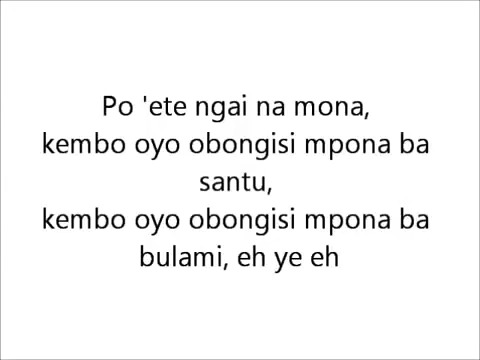 Po 'ete ngai na mona,
kembo oyo obongisi mpona ba
santu,
kembo oyo obongisi mpona ba
bulami, eh ye eh